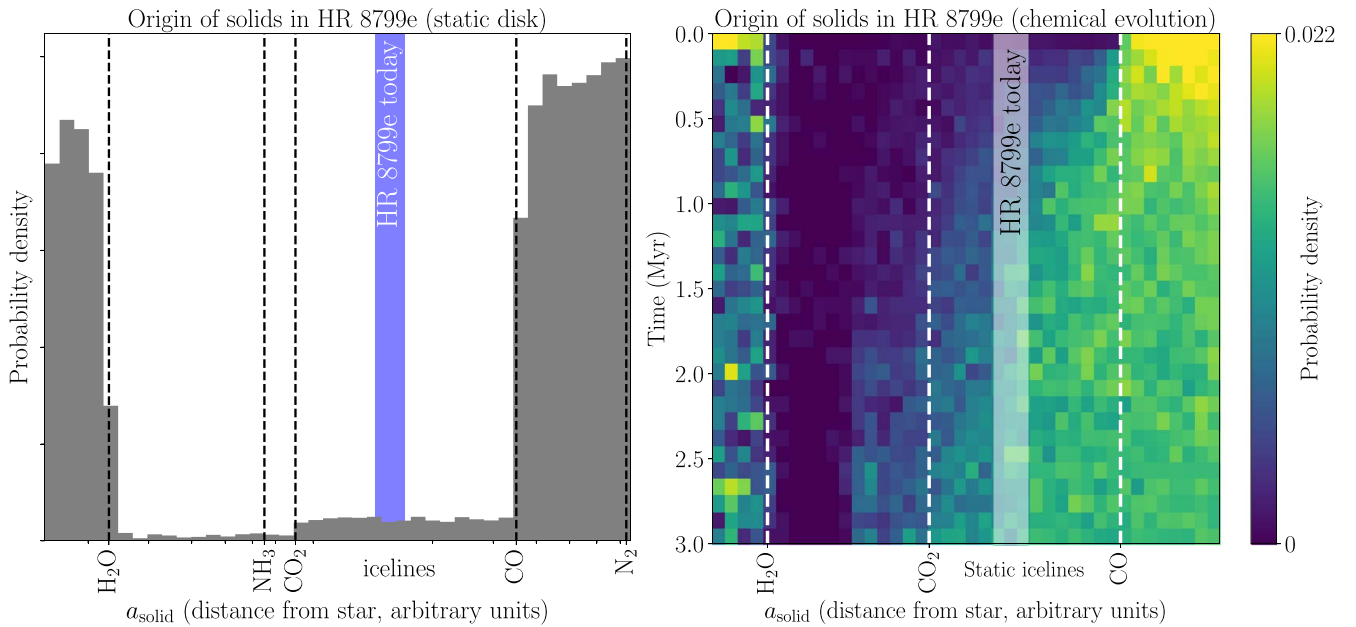 Origin of solids in HR 8799e (static disk)
Probability density
HR 8799e today
H₂O
NH₃
CO₂
icelines
CO
N₂
a_solid (distance from star, arbitrary units)
Origin of solids in HR 8799e (chemical evolution)
Time (Myr)
0.0
0.5
1.0
1.5
2.0
2.5
3.0
HR 8799e today
H₂O
CO₂
Static icelines
CO
a_solid (distance from star, arbitrary units)
0.022
0
Probability density